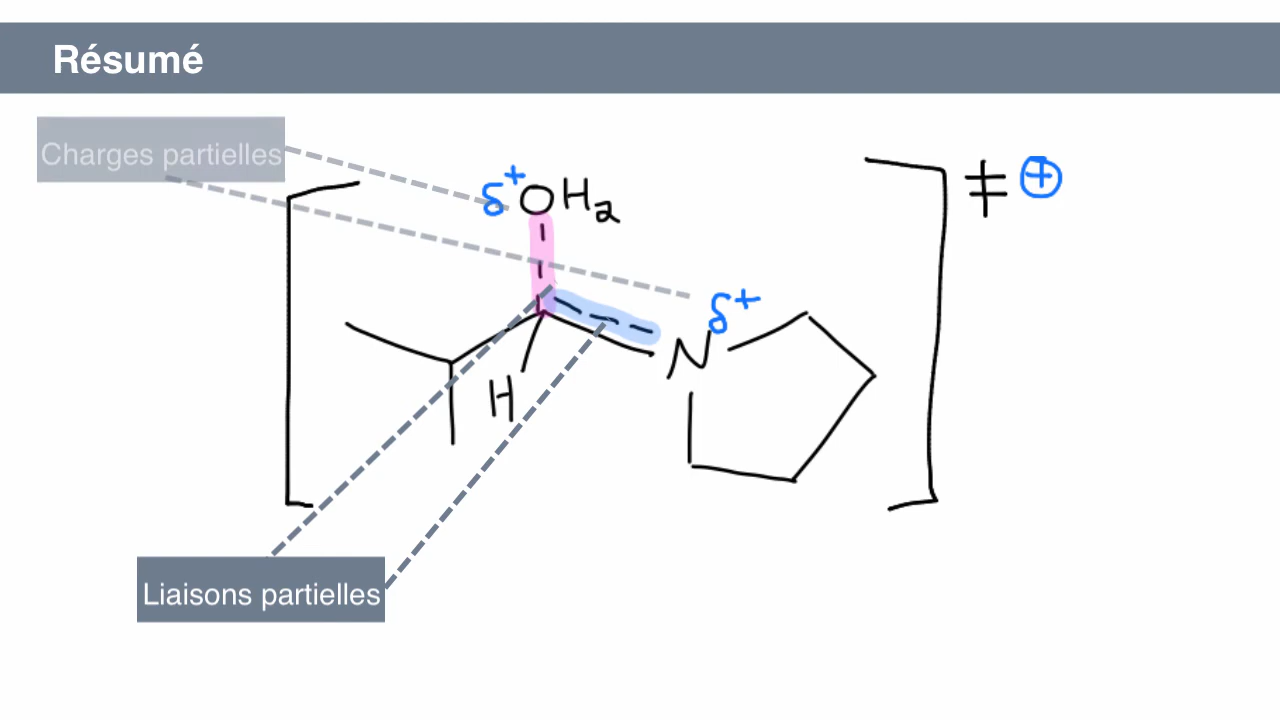 Résumé
Charges partielles
δ+ OH2
‡ ⊕
δ+
N
H
Liaisons partielles